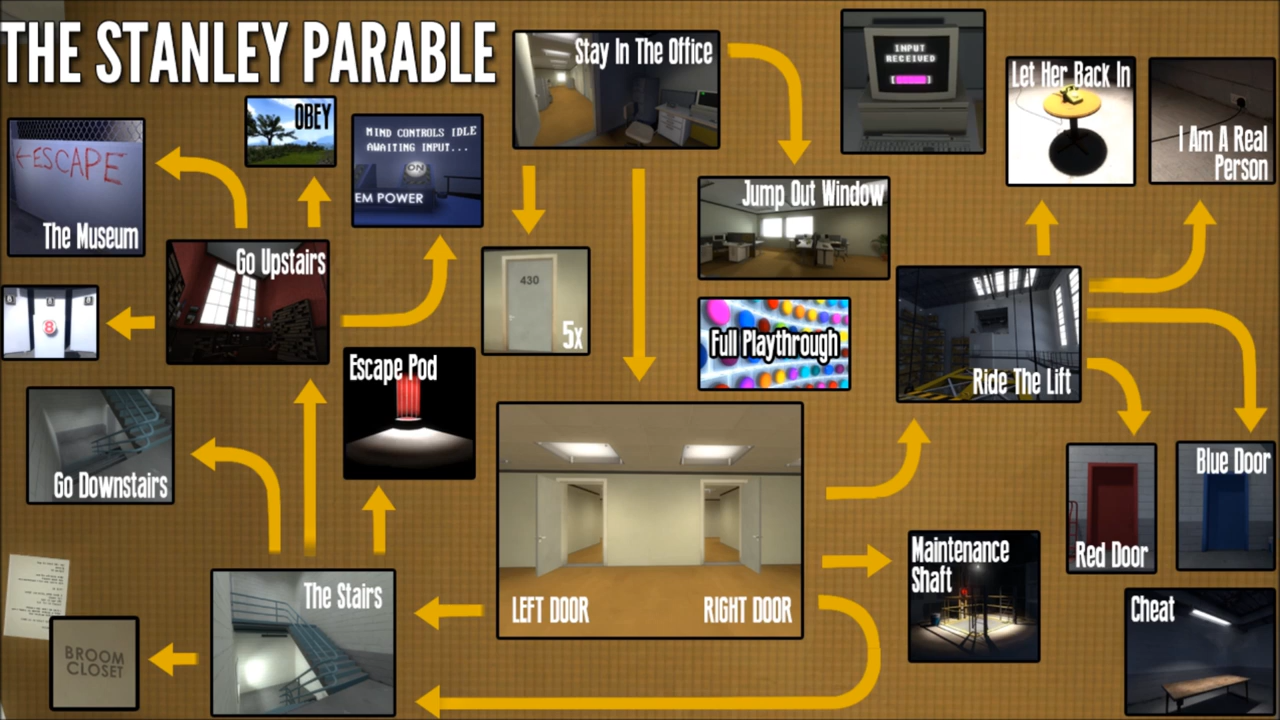 THE STANLEY PARABLE
Stay In The Office
INPUT
RECEIVED
Let Her Back In
I Am A Real
Person
OBEY
MIND CONTROLS IDLE
AWAITING INPUT...
ON
EM POWER
←ESCAPE
The Museum
Jump Out Window
Go Upstairs
430
5x
8
Full Playthrough
Escape Pod
Ride The Lift
Go Downstairs
Blue Door
Red Door
Maintenance
Shaft
The Stairs
LEFT DOOR
RIGHT DOOR
Cheat
BROOM
CLOSET